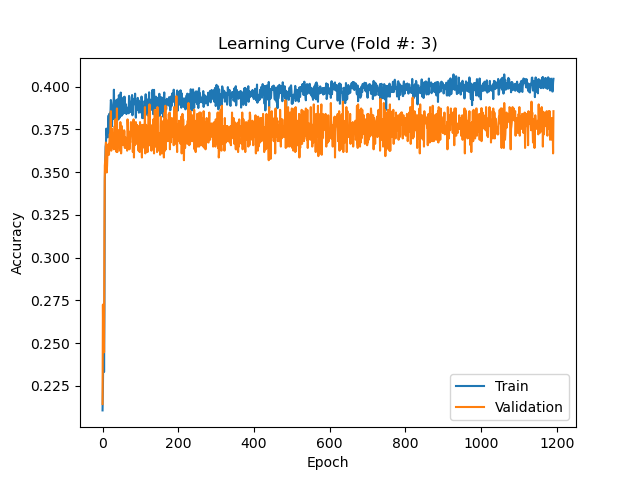 Learning Curve (Fold #: 3)
0.400
0.375
0.350
0.325
0.300
0.275
0.250
0.225
Accuracy
0 200 400 600 800 1000 1200
Epoch
Train
Validation